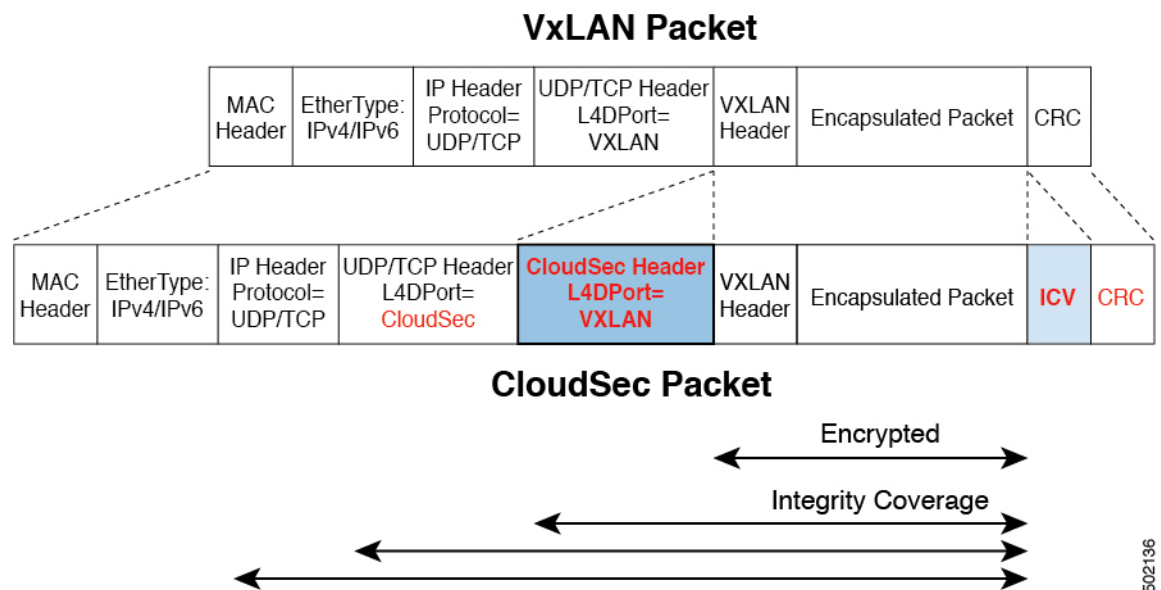 VxLAN Packet
MAC
Header
EtherType:
IPv4/IPv6
IP Header
Protocol=
UDP/TCP
UDP/TCP Header
L4DPort=
VXLAN
VXLAN
Header
Encapsulated Packet
CRC
MAC
Header
EtherType:
IPv4/IPv6
IP Header
Protocol=
UDP/TCP
UDP/TCP Header
L4DPort=
CloudSec
CloudSec Header
L4DPort=
VXLAN
VXLAN
Header
Encapsulated Packet
ICV
CRC
CloudSec Packet
Encrypted
Integrity Coverage
502136